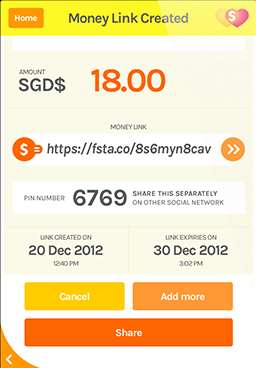 Home
Money Link Created
$
AMOUNT
SGD$ 18.00
MONEY LINK
$ https://fsta.co/8s6myn8cav
PIN NUMBER 6769 SHARE THIS SEPARATELY
ON OTHER SOCIAL NETWORK
LINK CREATED ON
20 Dec 2012
12:40 PM
LINK EXPIRIES ON
30 Dec 2012
3:02 PM
Cancel
Add more
Share